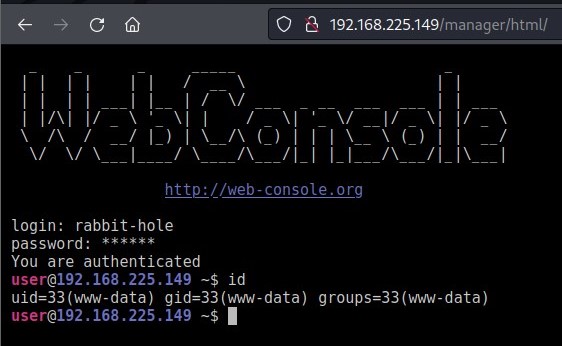 192.168.225.149/manager/html/
WebConsole
http://web-console.org
login: rabbit-hole
password: ******
You are authenticated
user@192.168.225.149 ~$ id
uid=33(www-data) gid=33(www-data) groups=33(www-data)
user@192.168.225.149 ~$